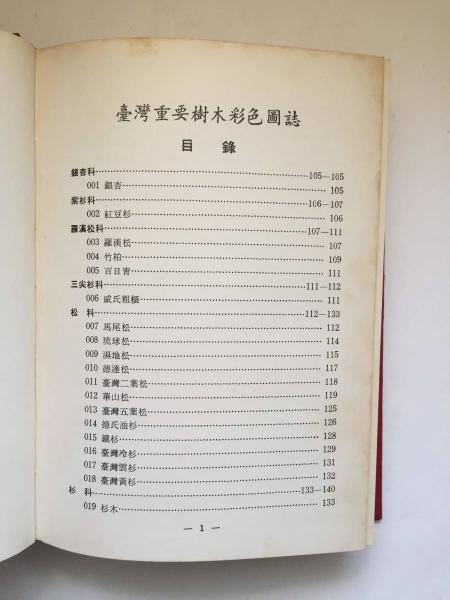 臺灣重要樹木彩色圖誌
目 錄
銀杏科⋯⋯105—105
001 銀杏⋯⋯105
紫杉科⋯⋯106—107
002 紅豆杉⋯⋯106
羅漢松科⋯⋯107—111
003 羅漢松⋯⋯107
004 竹柏⋯⋯109
005 百日青⋯⋯111
三尖杉科⋯⋯111—112
006 威氏粗榧⋯⋯111
松 科⋯⋯112—133
007 馬尾松⋯⋯112
008 琉球松⋯⋯114
009 濕地松⋯⋯115
010 德達松⋯⋯117
011 臺灣二葉松⋯⋯118
012 華山松⋯⋯119
013 臺灣五葉松⋯⋯125
014 德氏油杉⋯⋯126
015 鐵杉⋯⋯128
016 臺灣冷杉⋯⋯129
017 臺灣雲杉⋯⋯131
018 臺灣黃杉⋯⋯132
杉 科⋯⋯133—140
019 杉木⋯⋯133
— 1 —